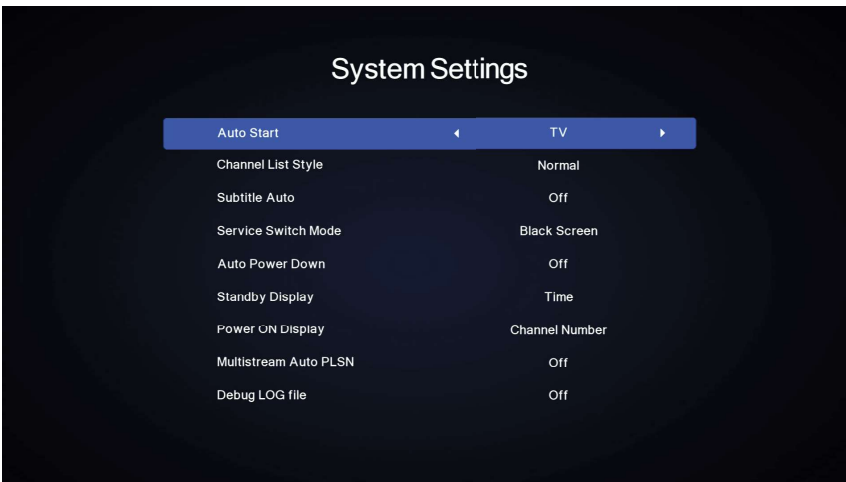 System Settings
Auto Start TV
Channel List Style Normal
Subtitle Auto Off
Service Switch Mode Black Screen
Auto Power Down Off
Standby Display Time
Power ON Display Channel Number
Multistream Auto PLSN Off
Debug LOG file Off